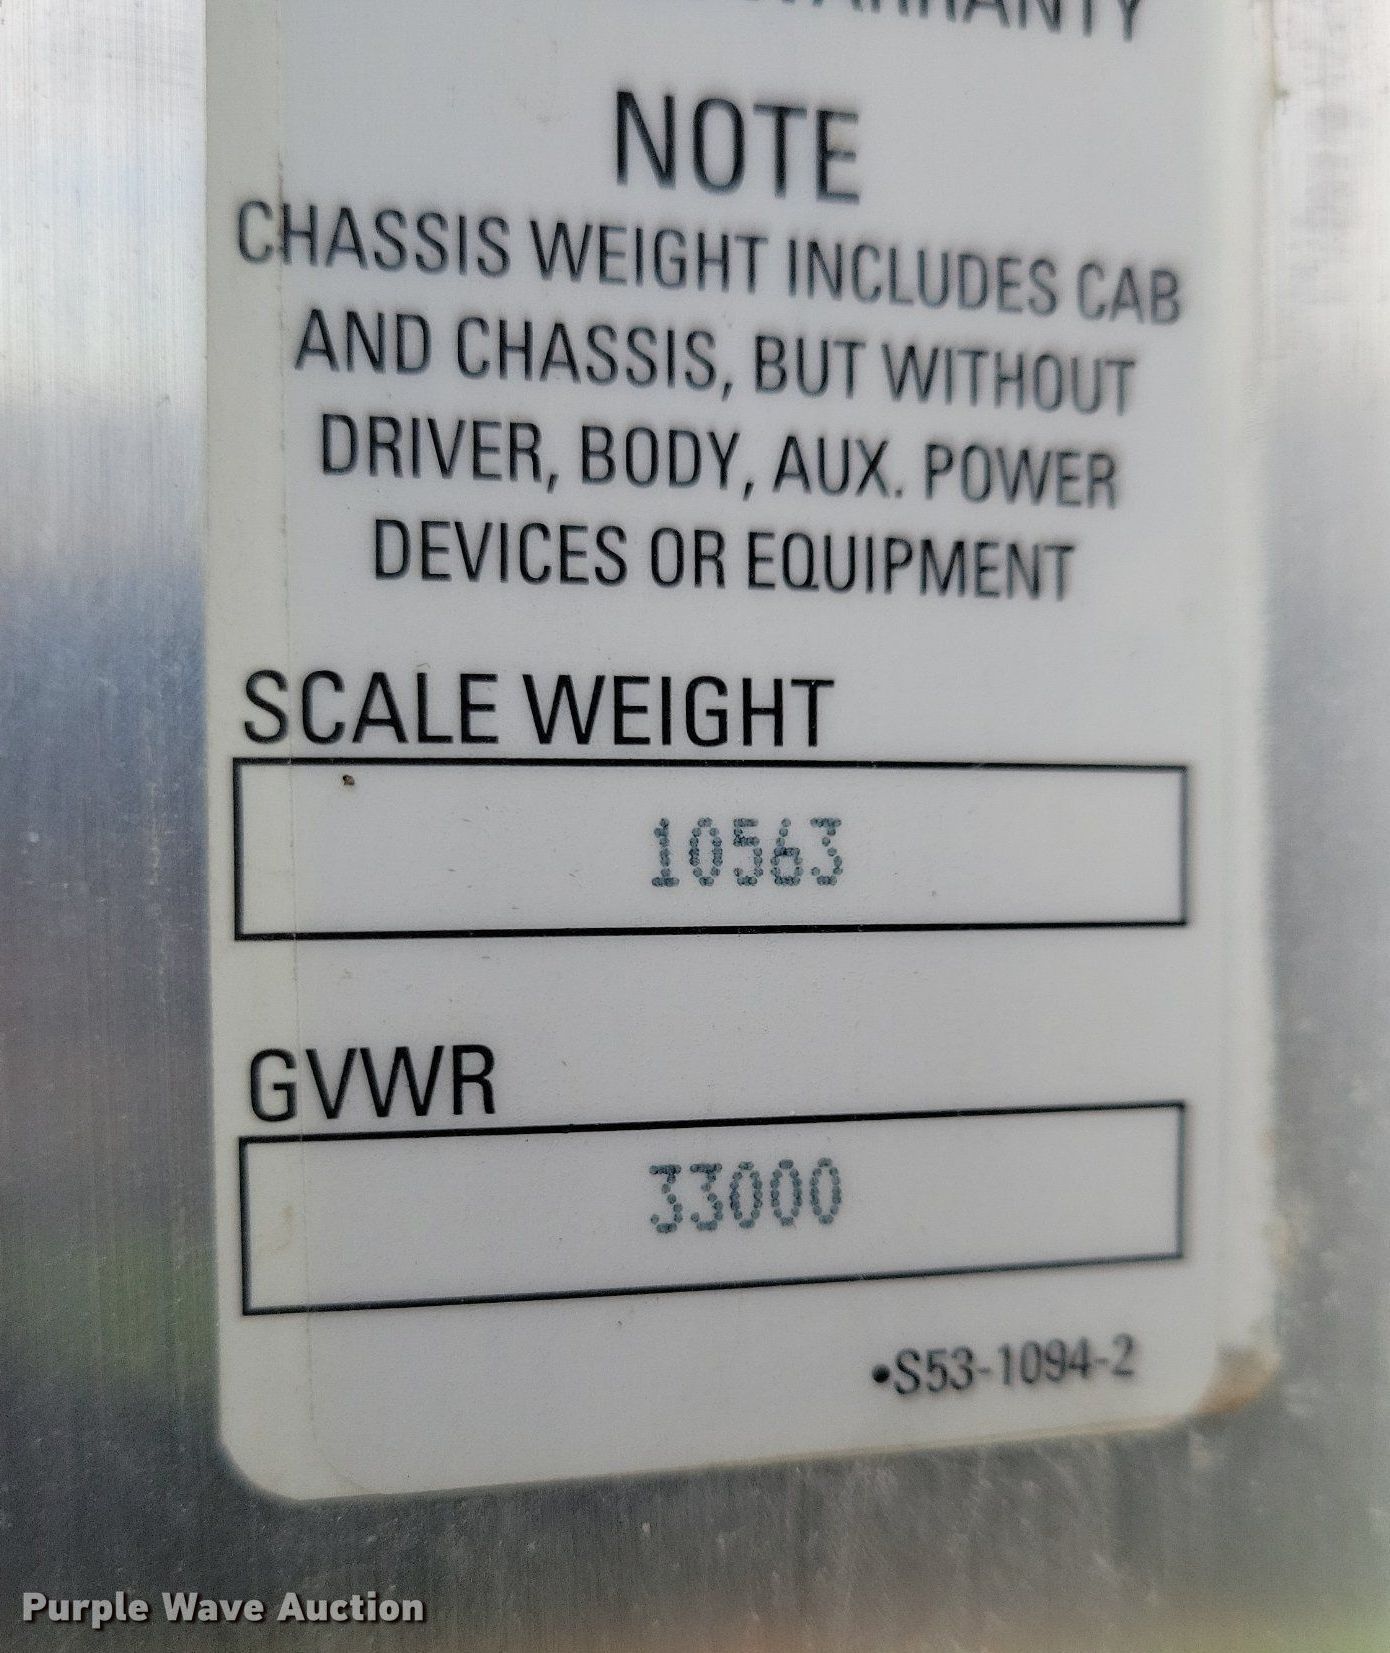 WARRANTY
NOTE
CHASSIS WEIGHT INCLUDES CAB
AND CHASSIS, BUT WITHOUT
DRIVER, BODY, AUX. POWER
DEVICES OR EQUIPMENT
SCALE WEIGHT
10563
GVWR
33000
•S53-1094-2
Purple Wave Auction